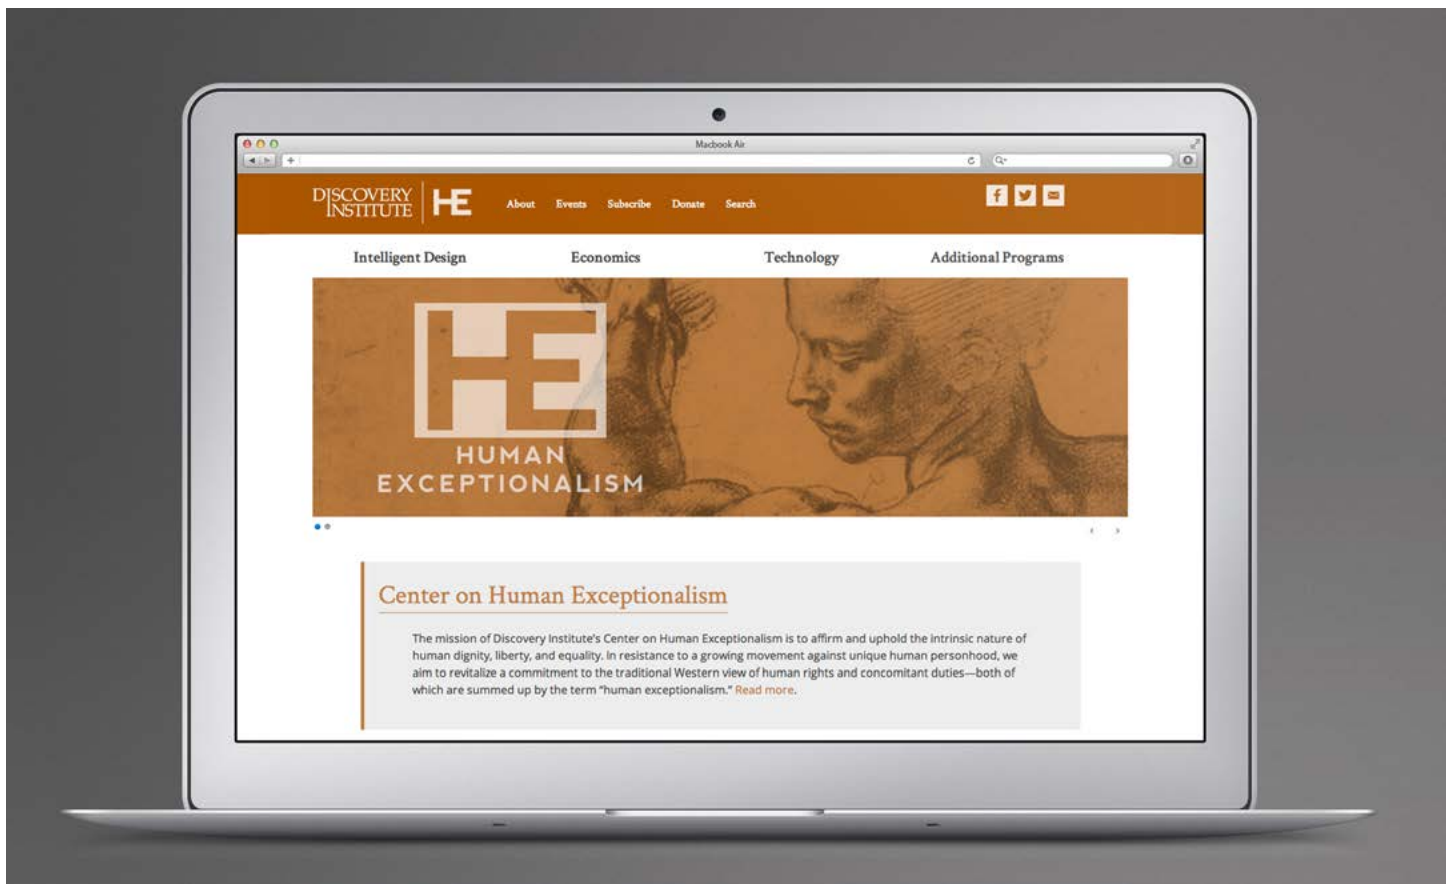 Macbook Air
DISCOVERY
INSTITUTE
HE
About Events Subscribe Donate Search
Intelligent Design Economics Technology Additional Programs
HE
HUMAN
EXCEPTIONALISM
Center on Human Exceptionalism
The mission of Discovery Institute's Center on Human Exceptionalism is to affirm and uphold the intrinsic nature of
human dignity, liberty, and equality. In resistance to a growing movement against unique human personhood, we
aim to revitalize a commitment to the traditional Western view of human rights and concomitant duties—both of
which are summed up by the term “human exceptionalism.” Read more.